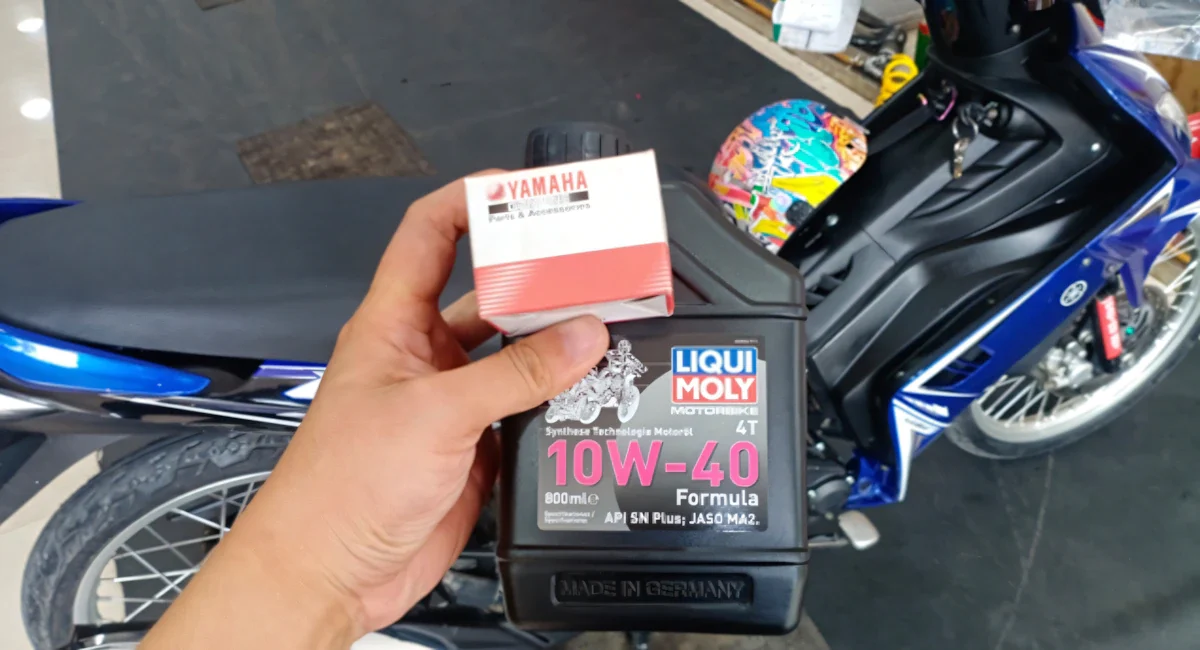 YAMAHA
Parts & Accessories
LIQUI
MOLY
MOTORBIKE
4T
Synthese Technologie Motoröl
10W-40
800 ml e
Formula
API SN Plus; JASO MA2.
MADE IN GERMANY